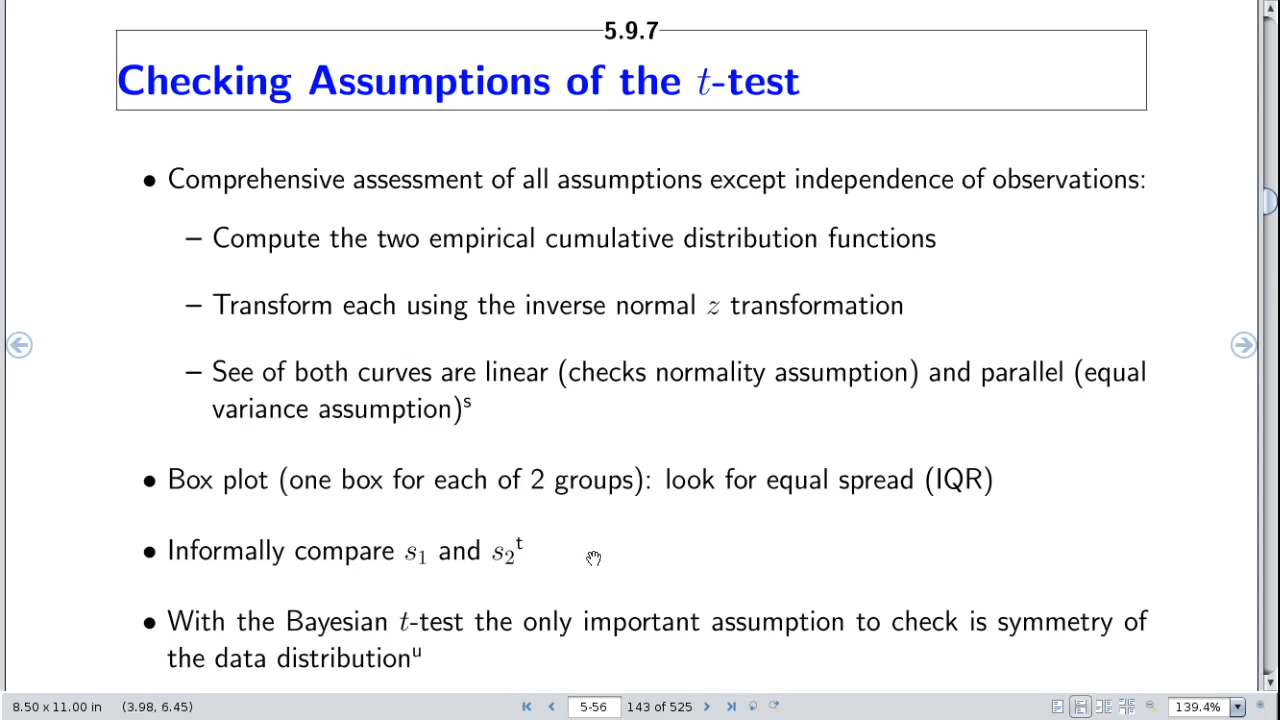 5.9.7
Checking Assumptions of the t-test
• Comprehensive assessment of all assumptions except independence of observations:
– Compute the two empirical cumulative distribution functions
– Transform each using the inverse normal z transformation
– See of both curves are linear (checks normality assumption) and parallel (equal
variance assumption)ˢ
• Box plot (one box for each of 2 groups): look for equal spread (IQR)
• Informally compare s₁ and s₂ᵗ
• With the Bayesian t-test the only important assumption to check is symmetry of
the data distributionᵘ
8.50 x 11.00 in (3.98, 6.45) 5-56 143 of 525 139.4%